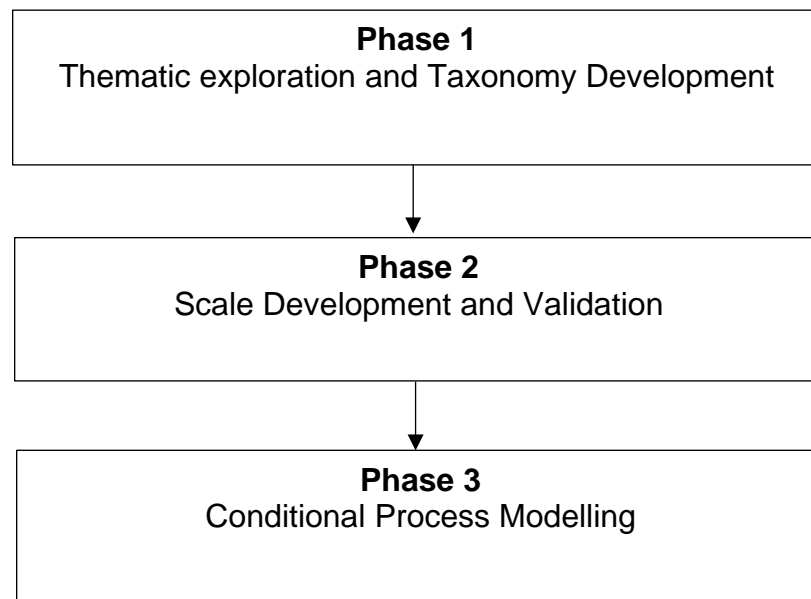 Phase 1
Thematic exploration and Taxonomy Development
Phase 2
Scale Development and Validation
Phase 3
Conditional Process Modelling